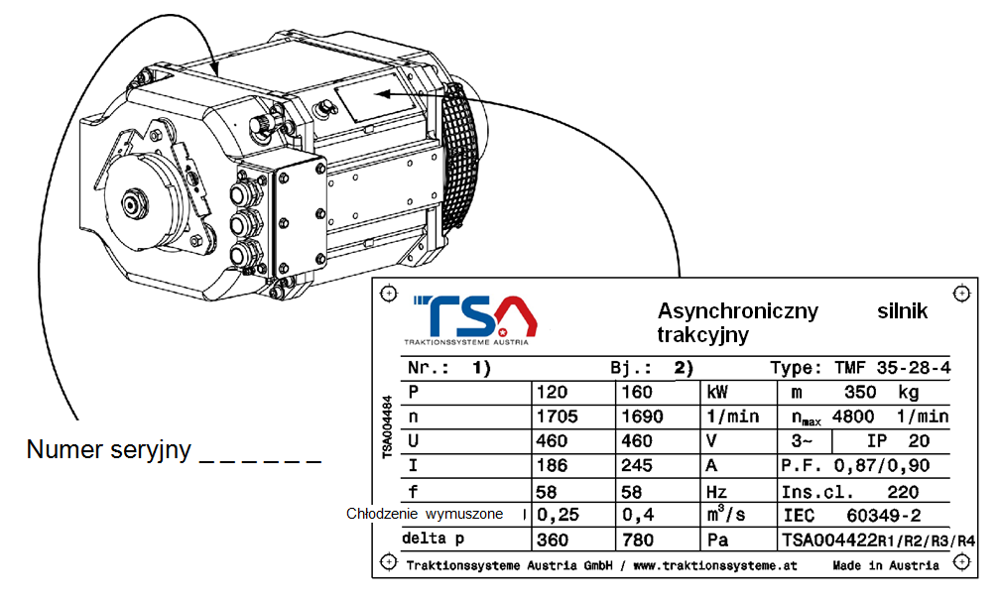 TSA
TRAKTIONSSYSTEME AUSTRIA
Asynchroniczny silnik
trakcyjny
Nr.: 1) Bj.: 2) Type: TMF 35-28-4
P 120 160 kW m 350 kg
n 1705 1690 1/min nmax 4800 1/min
U 460 460 V 3~ IP 20
I 186 245 A P.F. 0,87/0,90
f 58 58 Hz Ins.cl. 220
Chłodzenie wymuszone 0,25 0,4 m³/s IEC 60349-2
delta p 360 780 Pa TSA004422R1/R2/R3/R4
TSA004484
Traktionssysteme Austria GmbH / www.traktionssysteme.at Made in Austria
Numer seryjny _ _ _ _ _ _